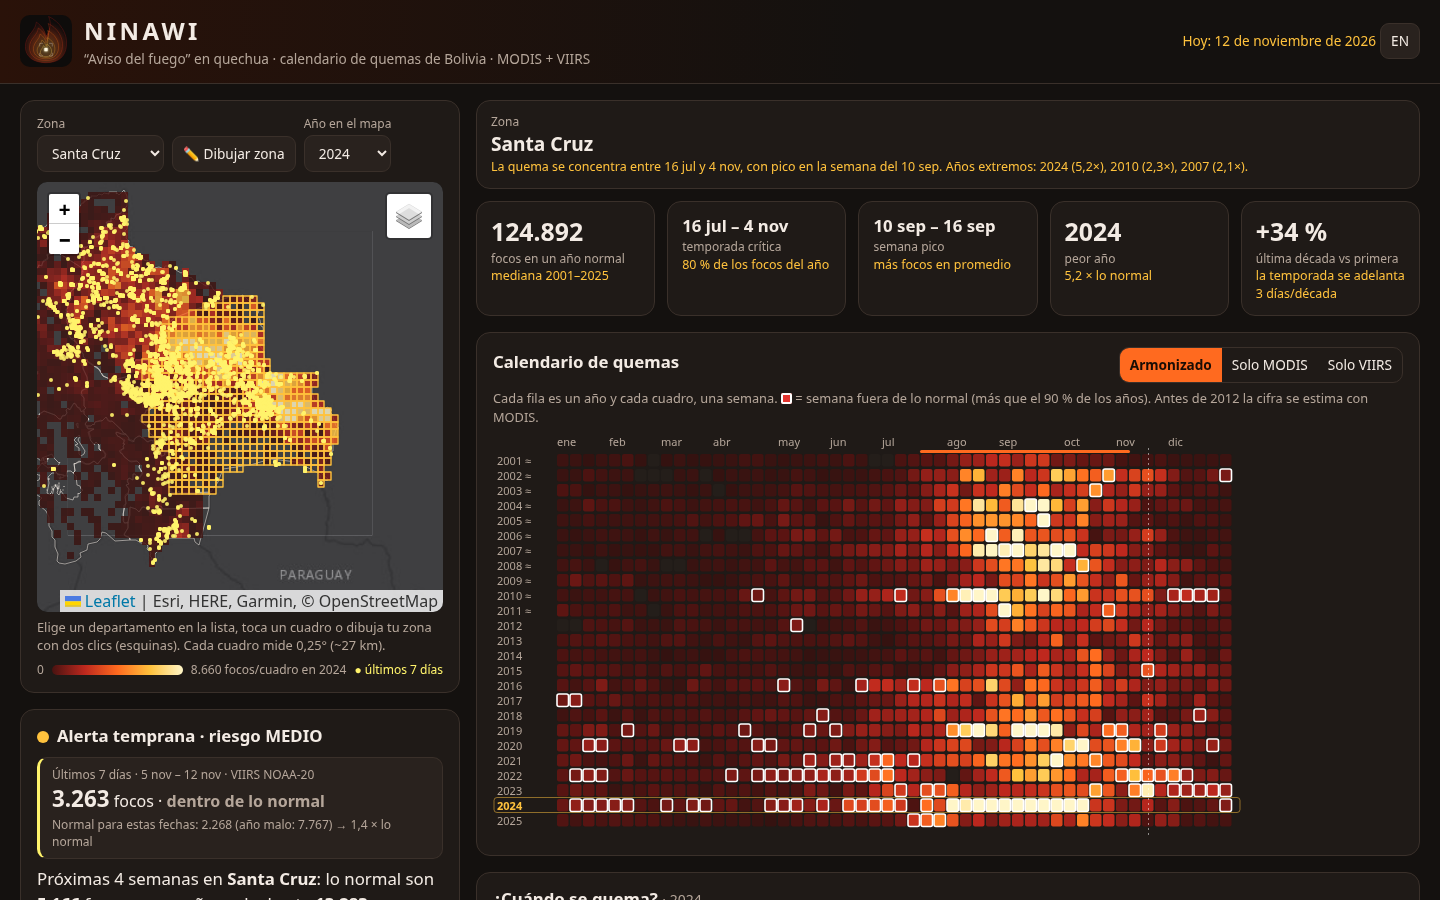 NINAWI
“Aviso del fuego” en quechua · calendario de quemas de Bolivia · MODIS + VIIRS
Hoy: 12 de noviembre de 2026
EN
Zona
Año en el mapa
Santa Cruz
✏️ Dibujar zona
2024
+
−
PARAGUAY
Leaflet | Esri, HERE, Garmin, © OpenStreetMap
Elige un departamento en la lista, toca un cuadro o dibuja tu zona
con dos clics (esquinas). Cada cuadro mide 0,25° (~27 km).
0
8.660 focos/cuadro en 2024
● últimos 7 días
Alerta temprana · riesgo MEDIO
Últimos 7 días · 5 nov – 12 nov · VIIRS NOAA-20
3.263 focos · dentro de lo normal
Normal para estas fechas: 2.268 (año malo: 7.767) → 1,4 × lo
normal
Próximas 4 semanas en Santa Cruz: lo normal son
Zona
Santa Cruz
La quema se concentra entre 16 jul y 4 nov, con pico en la semana del 10 sep. Años extremos: 2024 (5,2×), 2010 (2,3×), 2007 (2,1×).
124.892
focos en un año normal
mediana 2001–2025
16 jul – 4 nov
temporada crítica
80 % de los focos del año
10 sep – 16 sep
semana pico
más focos en promedio
2024
peor año
5,2 × lo normal
+34 %
última década vs primera
la temporada se adelanta
3 días/década
Calendario de quemas
Armonizado
Solo MODIS
Solo VIIRS
Cada fila es un año y cada cuadro, una semana. = semana fuera de lo normal (más que el 90 % de los años). Antes de 2012 la cifra se estima con
MODIS.
ene feb mar abr may jun jul ago sep oct nov dic
2001 ≈
2002 ≈
2003 ≈
2004 ≈
2005 ≈
2006 ≈
2007 ≈
2008 ≈
2009 ≈
2010 ≈
2011 ≈
2012
2013
2014
2015
2016
2017
2018
2019
2020
2021
2022
2023
2024
2025
¿Cuándo se quema? · 2024